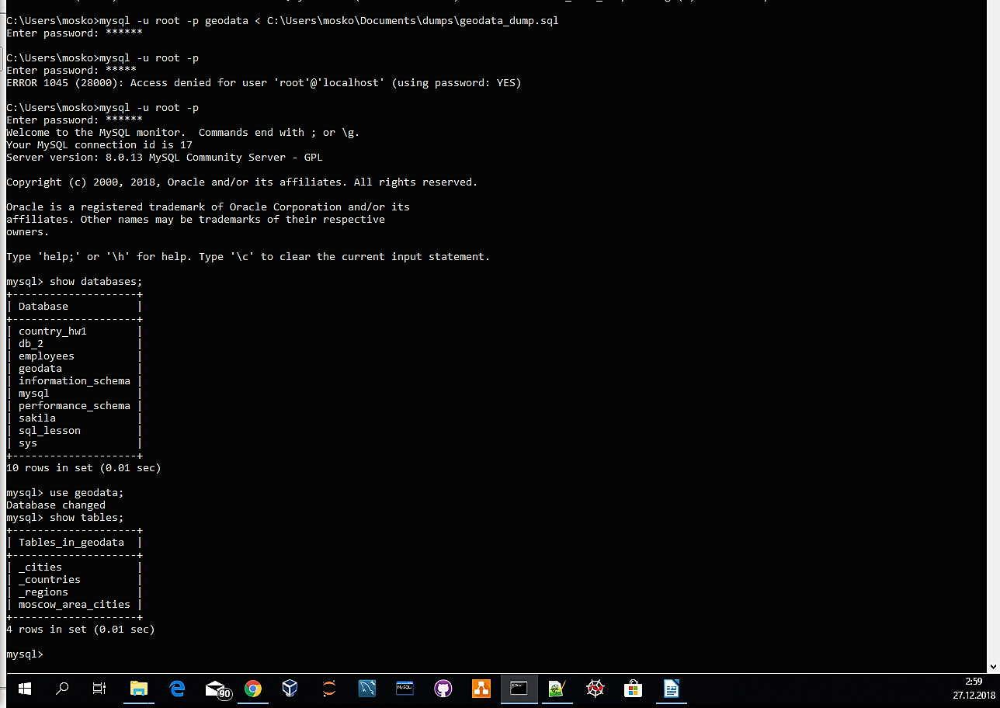 C:\Users\mosko>mysql -u root -p geodata < C:\Users\mosko\Documents\dumps\geodata_dump.sql
Enter password: ******
C:\Users\mosko>mysql -u root -p
Enter password: *****
ERROR 1045 (28000): Access denied for user 'root'@'localhost' (using password: YES)
C:\Users\mosko>mysql -u root -p
Enter password: ******
Welcome to the MySQL monitor.  Commands end with ; or \g.
Your MySQL connection id is 17
Server version: 8.0.13 MySQL Community Server - GPL
Copyright (c) 2000, 2018, Oracle and/or its affiliates. All rights reserved.
Oracle is a registered trademark of Oracle Corporation and/or its
affiliates. Other names may be trademarks of their respective
owners.
Type 'help;' or '\h' for help. Type '\c' to clear the current input statement.
mysql> show databases;
+--------------------+
| Database           |
+--------------------+
| country_hw1        |
| db_2               |
| employees          |
| geodata            |
| information_schema |
| mysql              |
| performance_schema |
| sakila             |
| sql_lesson         |
| sys                |
+--------------------+
10 rows in set (0.01 sec)
mysql> use geodata;
Database changed
mysql> show tables;
+--------------------+
| Tables_in_geodata  |
+--------------------+
| _cities            |
| _countries         |
| _regions           |
| moscow_area_cities |
+--------------------+
4 rows in set (0.01 sec)
mysql>
90
MySQL
2:59
27.12.2018